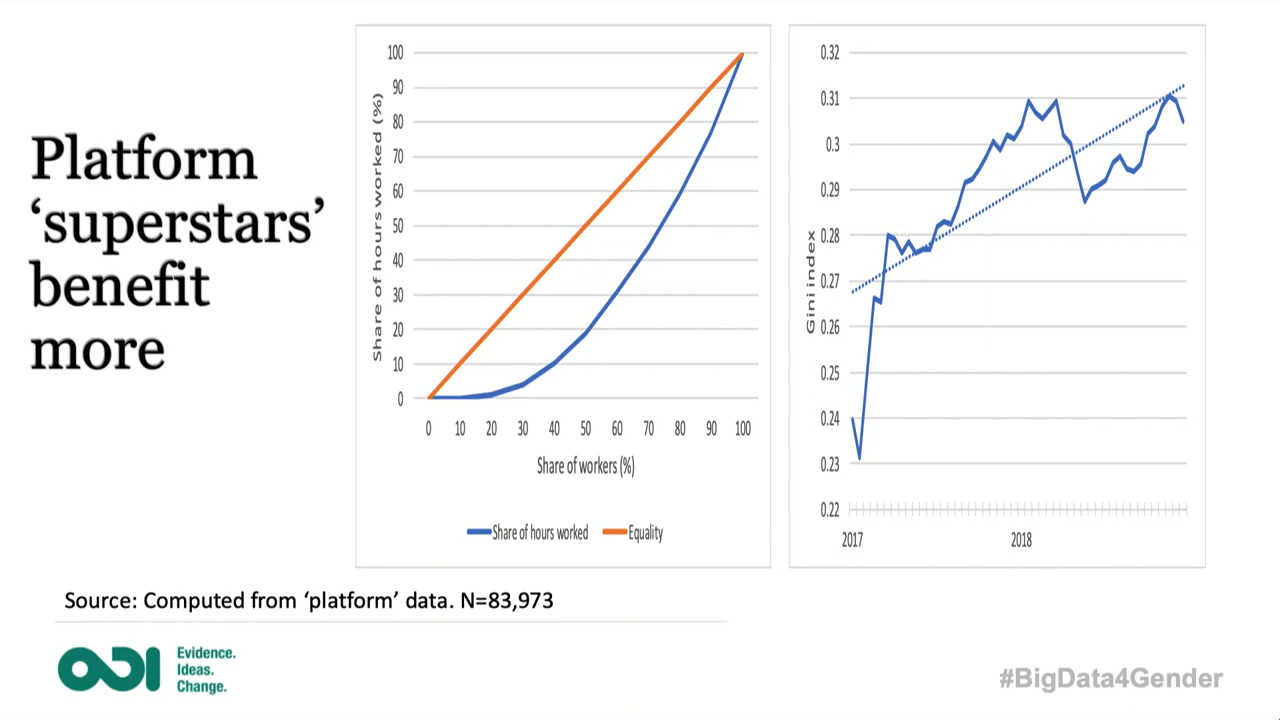 Platform
‘superstars’
benefit
more
Share of hours worked (%)
100
90
80
70
60
50
40
30
20
10
0
0 10 20 30 40 50 60 70 80 90 100
Share of workers (%)
Share of hours worked Equality
Gini index
0.32
0.31
0.3
0.29
0.28
0.27
0.26
0.25
0.24
0.23
0.22
2017 2018
Source: Computed from ‘platform’ data. N=83,973
ODI
Evidence.
Ideas.
Change.
#BigData4Gender